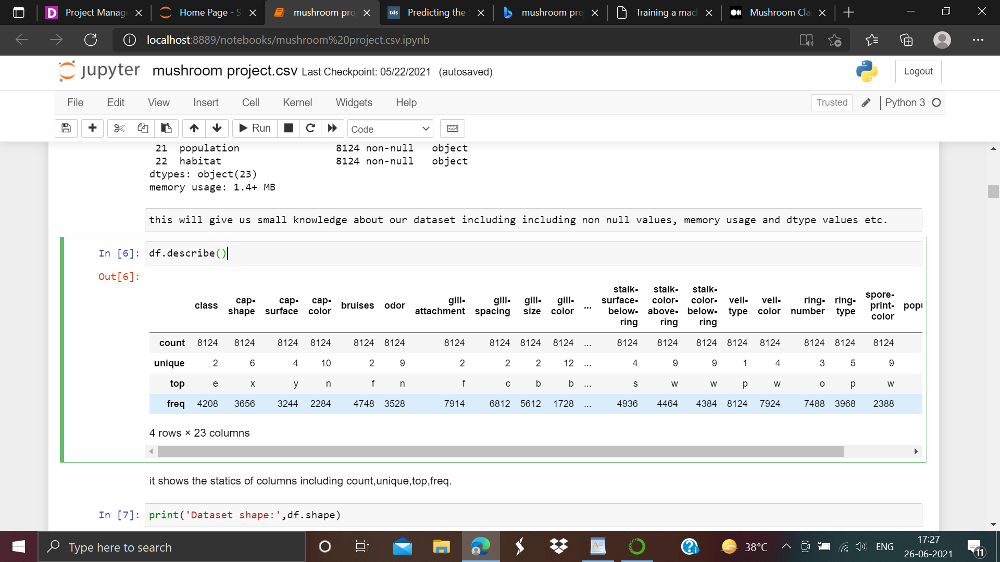 Project Manag
Home Page - S
mushroom pro
tds
Predicting the S
mushroom pro
Training a mac
Mushroom Cla
localhost:8889/notebooks/mushroom%20project.csv.ipynb
jupyter mushroom project.csv Last Checkpoint: 05/22/2021 (autosaved)
Logout
File Edit View Insert Cell Kernel Widgets Help
Trusted
Python 3
Run
Code
21 population 8124 non-null object
22 habitat 8124 non-null object
dtypes: object(23)
memory usage: 1.4+ MB
this will give us small knowledge about our dataset including including non null values, memory usage and dtype values etc.
In [6]: df.describe()
Out[6]:
class cap-shape cap-surface cap-color bruises odor gill-attachment gill-spacing gill-size gill-color ... stalk-surface-below-ring stalk-color-above-ring stalk-color-below-ring veil-type veil-color ring-number ring-type spore-print-color popu
count 8124 8124 8124 8124 8124 8124 8124 8124 8124 8124 ... 8124 8124 8124 8124 8124 8124 8124 8124
unique 2 6 4 10 2 9 2 2 2 12 ... 4 9 9 1 4 3 5 9
top e x y n f n f c b b ... s w w p w o p w
freq 4208 3656 3244 2284 4748 3528 7914 6812 5612 1728 ... 4936 4464 4384 8124 7924 7488 3968 2388
4 rows × 23 columns
it shows the statics of columns including count,unique,top,freq.
In [7]: print('Dataset shape:',df.shape)
Type here to search
38°C
ENG
17:27
26-06-2021
11